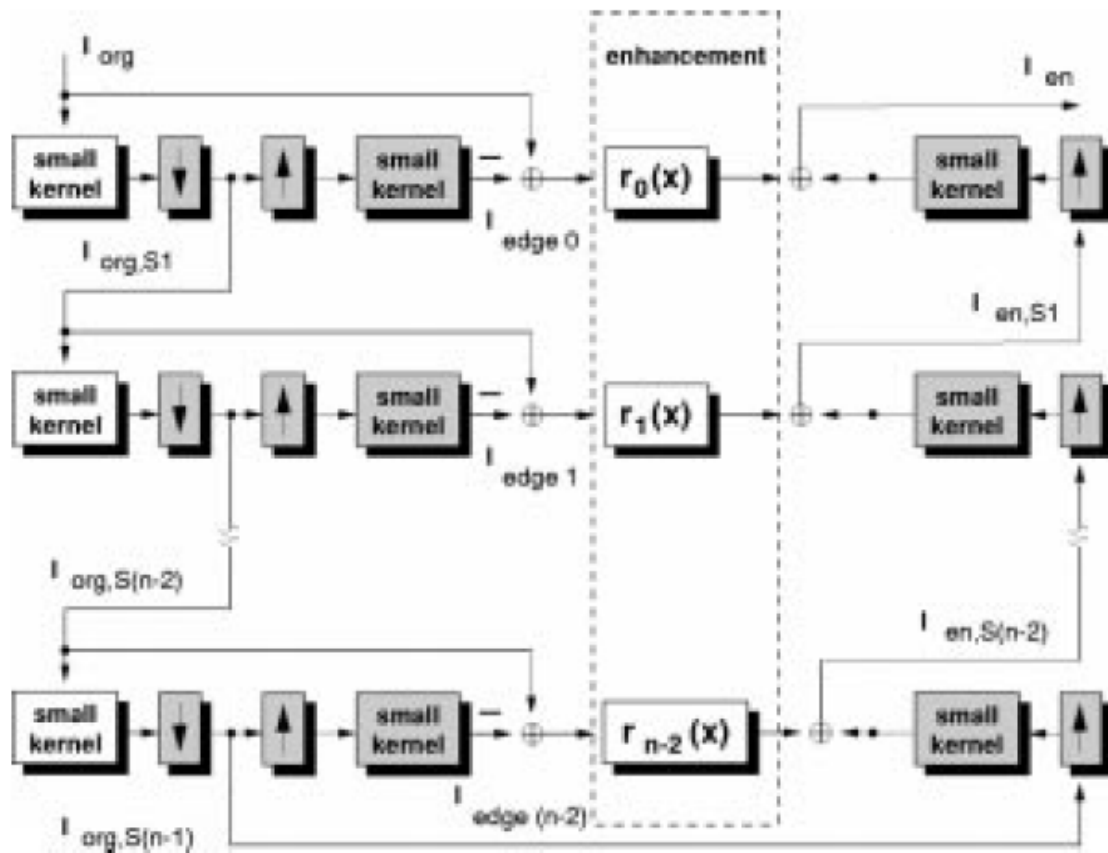 I org
enhancement
I en
small
kernel
small
kernel
−
r0(x)
small
kernel
I edge 0
I org,S1
I en,S1
small
kernel
small
kernel
−
r1(x)
small
kernel
I edge 1
I org,S(n-2)
I en,S(n-2)
small
kernel
small
kernel
−
r n-2 (x)
small
kernel
I edge (n-2)
I org,S(n-1)